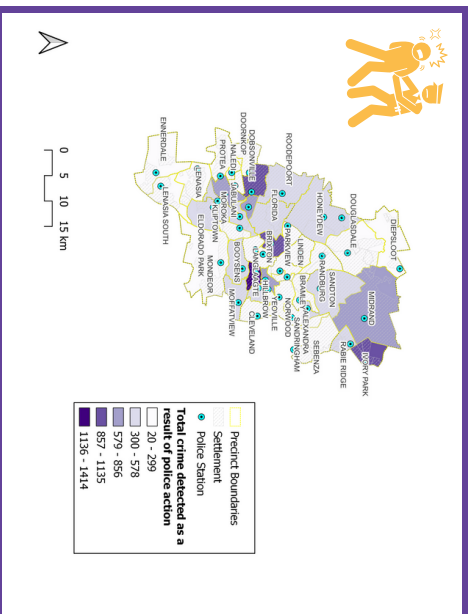 DIEPSLOOT
DOUGLASDALE
MIDRAND
IVORY PARK
HONEYDEW
SANDTON
RABIE RIDGE
RANDBURG
ROODEPOORT
LINDEN
BRAMLEY
ALEXANDRA
SEBENZA
FLORIDA
PARKVIEW
NORWOOD
SANDRINGHAM
DOBSONVILLE
BRIXTON
HILLBROW
YEOVILLE
DOORNKOP
LANGLAAGTE
CLEVELAND
NALEDI
JABULANI
BOOYSENS
MOFFATVIEW
PROTEA
MOROKA
KLIPTOWN
MONDEOR
ELDORADO PARK
LENASIA
ENNERDALE
LENASIA SOUTH
0 5 10 15 km
Precinct Boundaries
Settlement
Police Station
Total crime detected as a
result of police action
20 - 299
300 - 578
579 - 856
857 - 1135
1136 - 1414